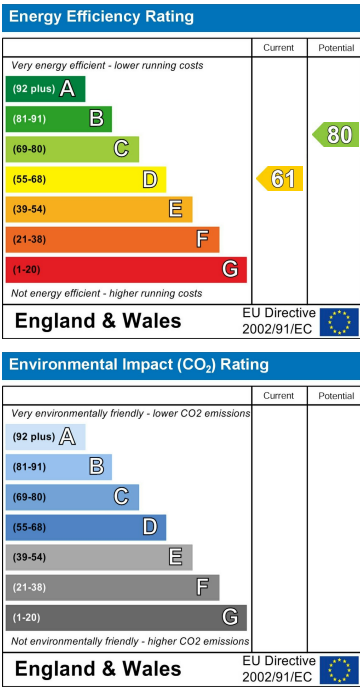 Energy Efficiency Rating
Current Potential
Very energy efficient - lower running costs
(92 plus) A
(81-91) B
80
(69-80) C
(55-68) D
61
(39-54) E
(21-38) F
(1-20) G
Not energy efficient - higher running costs
England & Wales
EU Directive
2002/91/EC
Environmental Impact (CO₂) Rating
Current Potential
Very environmentally friendly - lower CO2 emissions
(92 plus) A
(81-91) B
(69-80) C
(55-68) D
(39-54) E
(21-38) F
(1-20) G
Not environmentally friendly - higher CO2 emissions
England & Wales
EU Directive
2002/91/EC